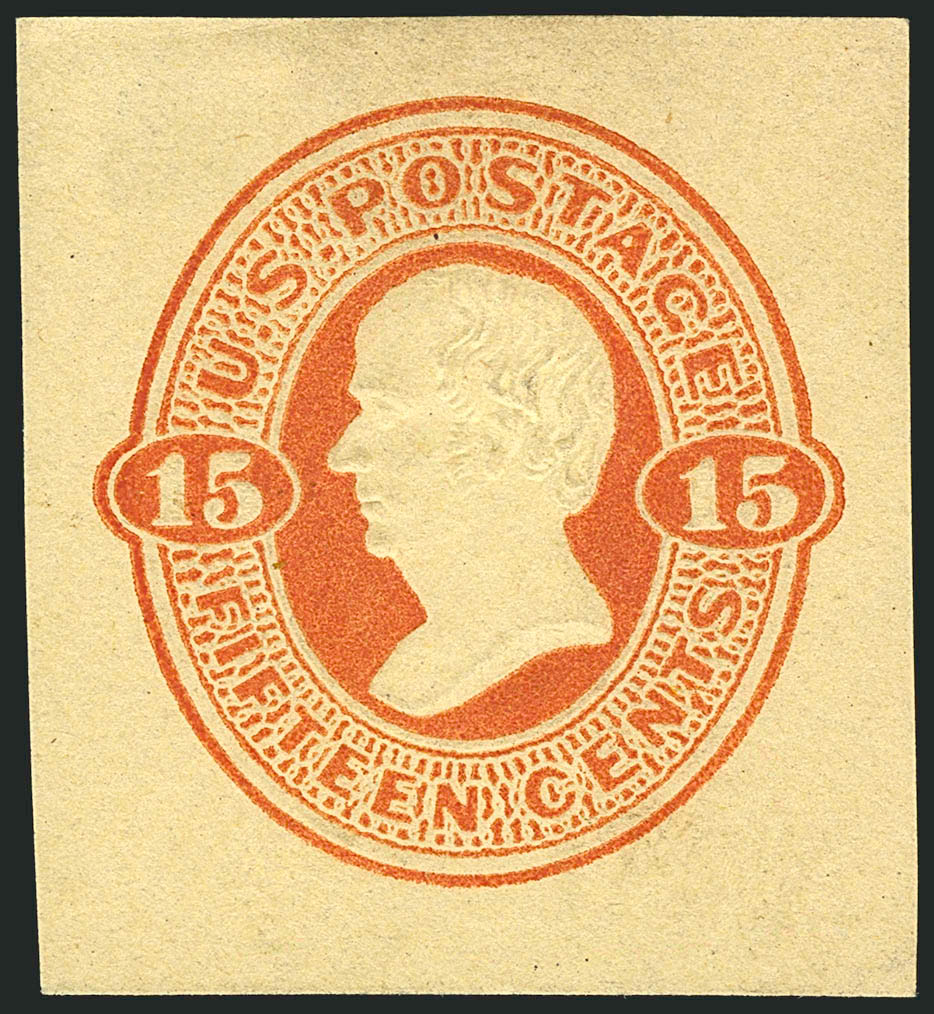 U.S. POSTAGE
15
15
FIFTEEN CENTS